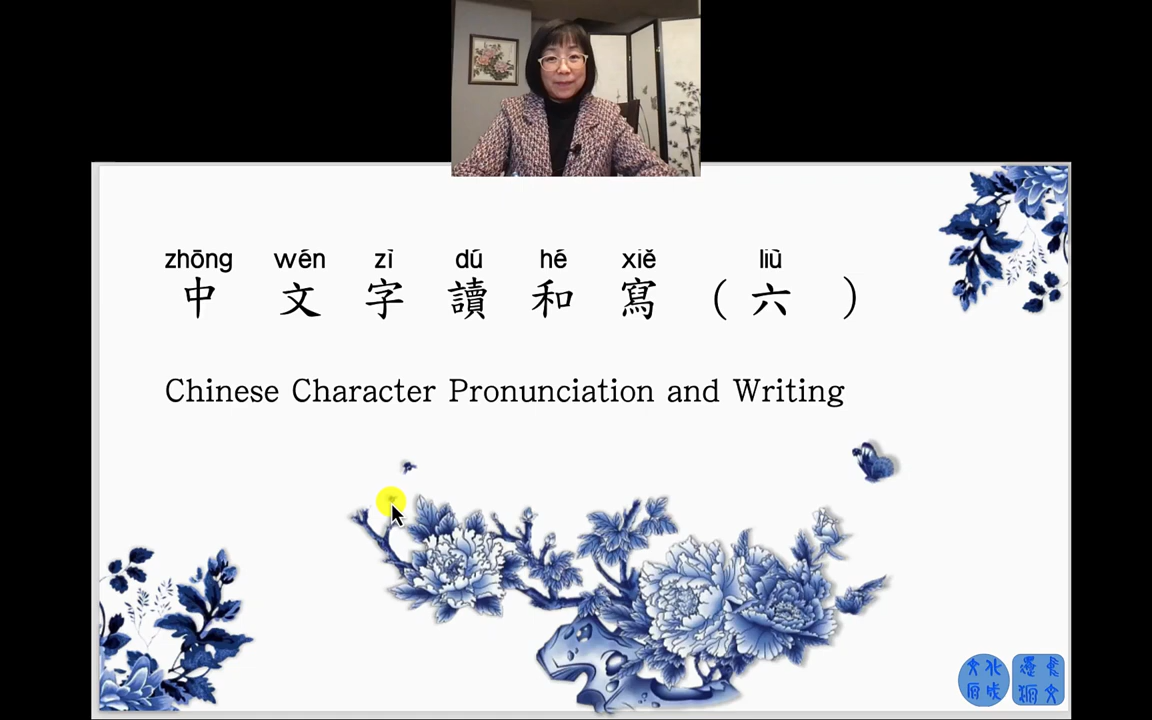 zhōng wén zì dú hé xiě liù
中 文 字 讀 和 寫 ( 六 )
Chinese Character Pronunciation and Writing